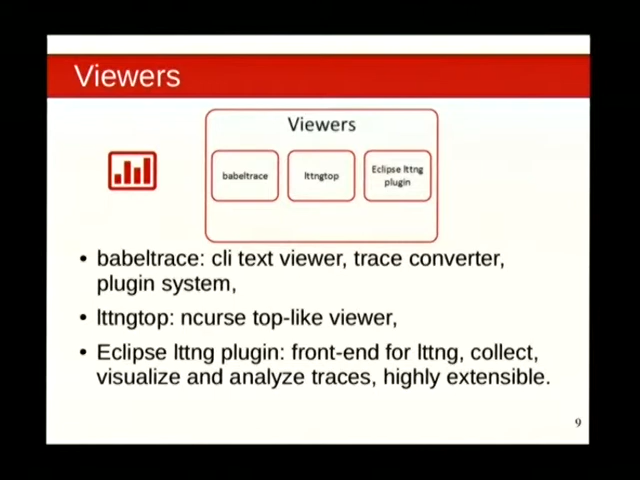 Viewers
Viewers
babeltrace
lttngtop
Eclipse lttng
plugin
• babeltrace: cli text viewer, trace converter,
plugin system,
• lttngtop: ncurse top-like viewer,
• Eclipse lttng plugin: front-end for lttng, collect,
visualize and analyze traces, highly extensible.
9